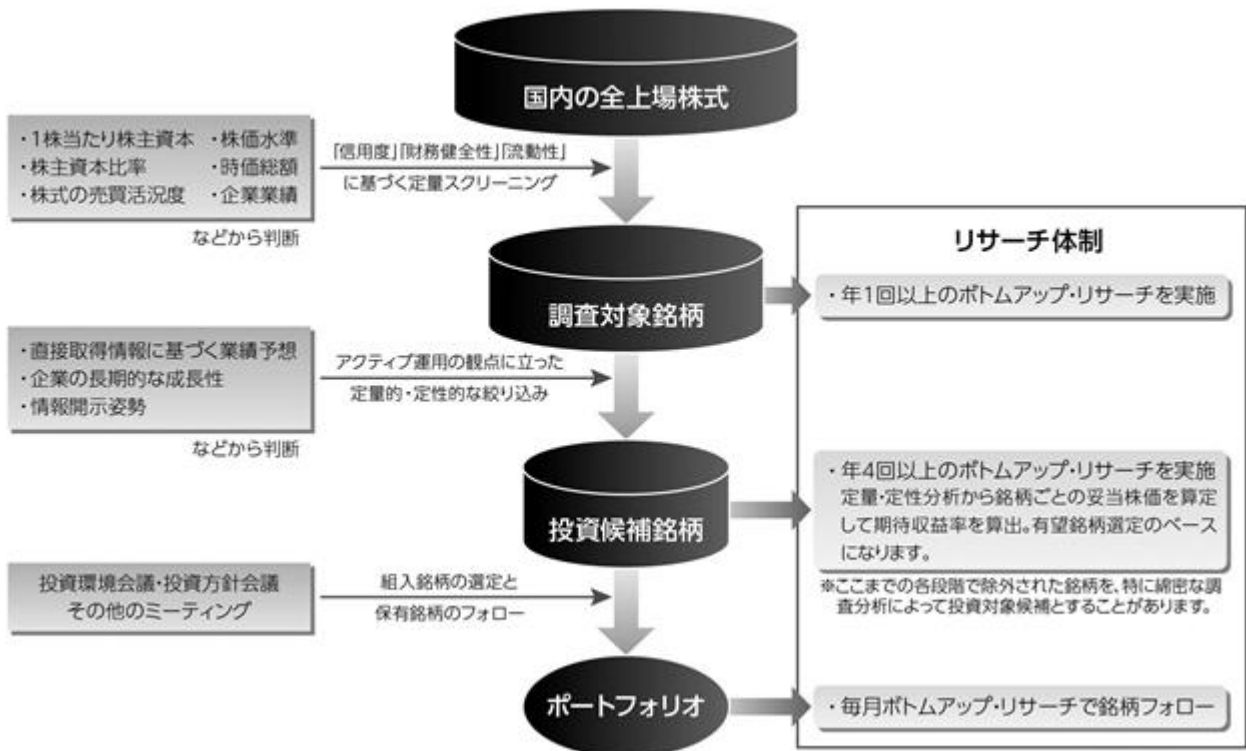 国内の全上場株式
・1株当たり株主資本 ・株価水準
・株主資本比率 ・時価総額
・株式の売買活況度 ・企業業績
などから判断
「信用度」「財務健全性」「流動性」
に基づく定量スクリーニング
調査対象銘柄
リサーチ体制
・年1回以上のボトムアップ・リサーチを実施
・直接取得情報に基づく業績予想
・企業の長期的な成長性
・情報開示姿勢
などから判断
アクティブ運用の観点に立った
定量的・定性的な絞り込み
投資候補銘柄
・年4回以上のボトムアップ・リサーチを実施
定量・定性分析から銘柄ごとの妥当株価を算定
して期待収益率を算出。有望銘柄選定のベース
になります。
※ここまでの各段階で除外された銘柄を、特に綿密な調
査分析によって投資対象候補とすることがあります。
投資環境会議・投資方針会議
その他のミーティング
組入銘柄の選定と
保有銘柄のフォロー
ポートフォリオ
・毎月ボトムアップ・リサーチで銘柄フォロー